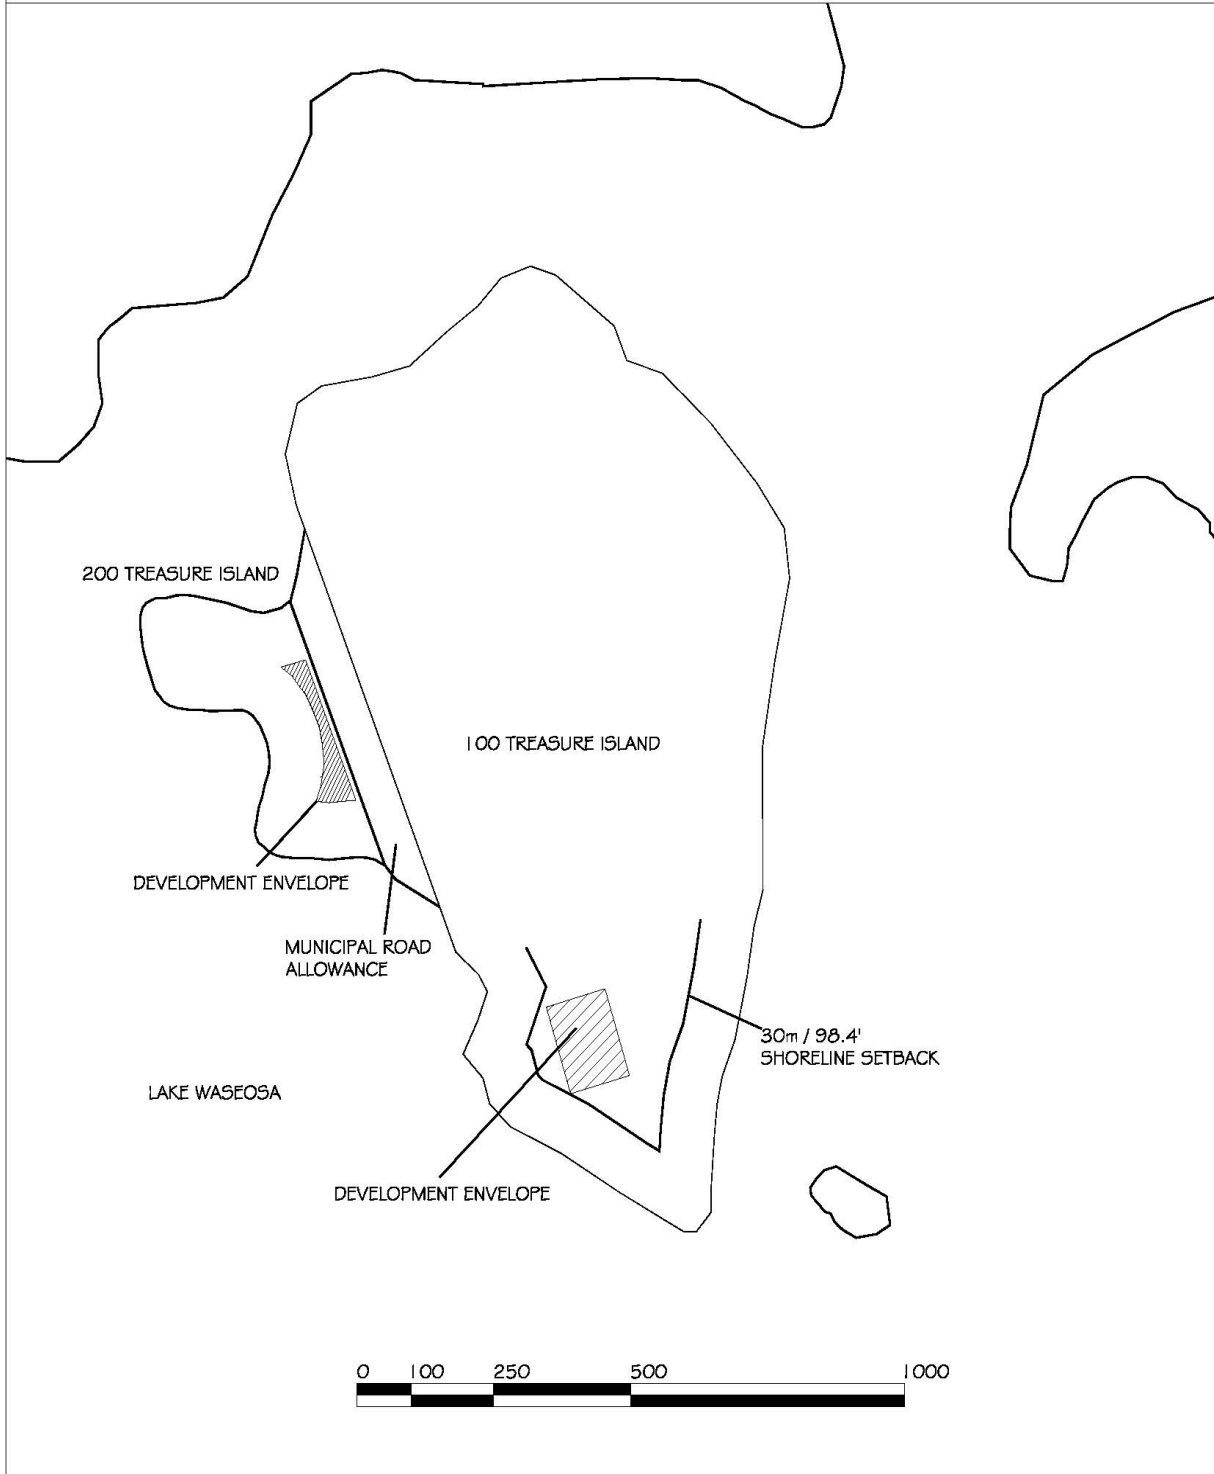 200 TREASURE ISLAND
100 TREASURE ISLAND
DEVELOPMENT ENVELOPE
MUNICIPAL ROAD
ALLOWANCE
30m / 98.4'
SHORELINE SETBACK
LAKE WASEOSA
DEVELOPMENT ENVELOPE
0 100 250 500 1000